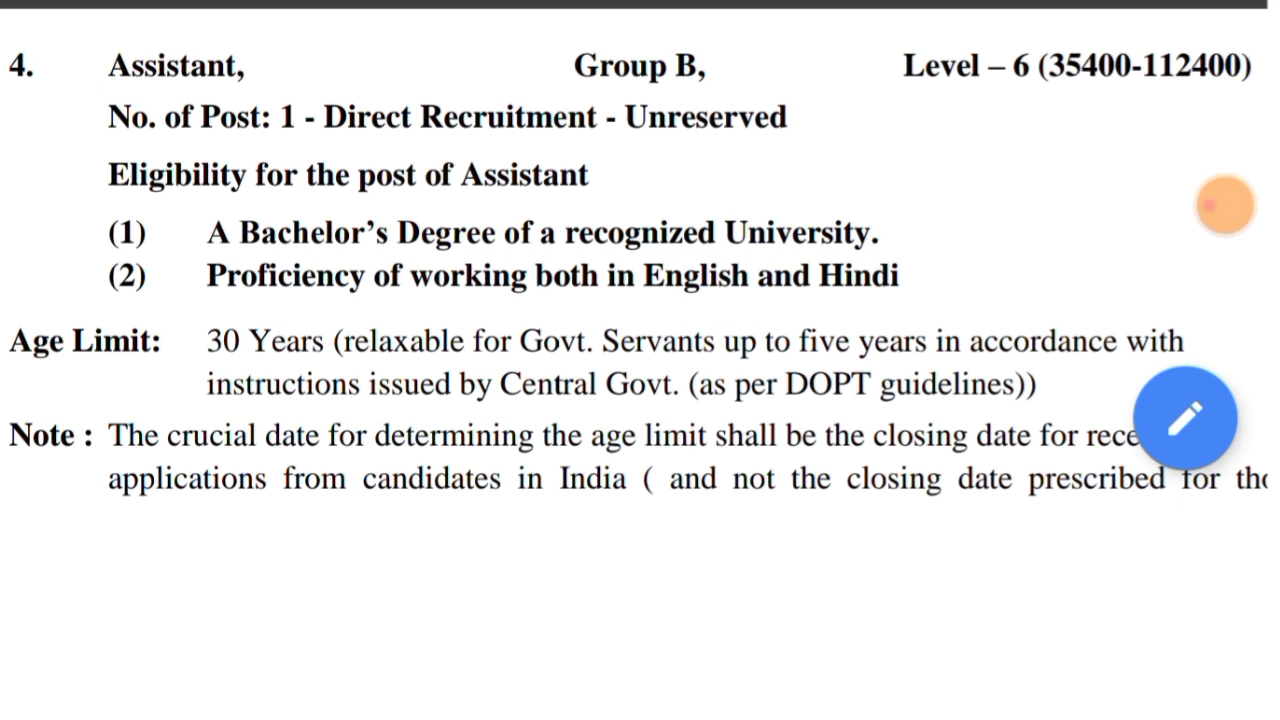 4. Assistant, Group B, Level – 6 (35400-112400)
No. of Post: 1 - Direct Recruitment - Unreserved
Eligibility for the post of Assistant
(1) A Bachelor’s Degree of a recognized University.
(2) Proficiency of working both in English and Hindi
Age Limit: 30 Years (relaxable for Govt. Servants up to five years in accordance with
instructions issued by Central Govt. (as per DOPT guidelines))
Note : The crucial date for determining the age limit shall be the closing date for
applications from candidates in India ( and not the closing date prescribed for